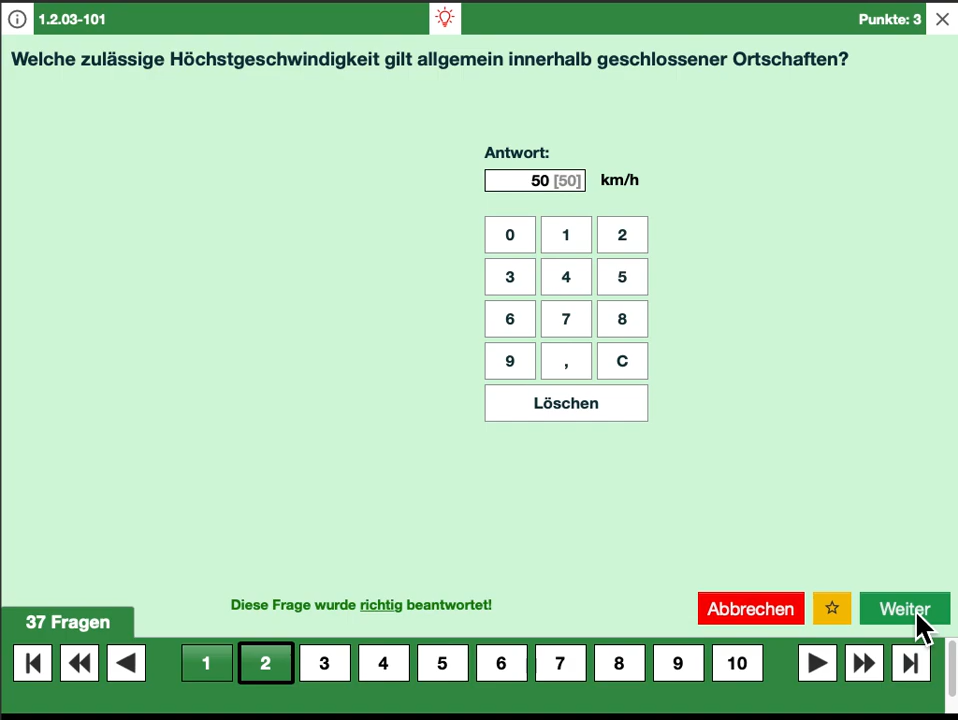 1.2.03-101
Punkte: 3
Welche zulässige Höchstgeschwindigkeit gilt allgemein innerhalb geschlossener Ortschaften?
Antwort:
50 [50] km/h
0 1 2
3 4 5
6 7 8
9 , C
Löschen
Diese Frage wurde richtig beantwortet!
Abbrechen
Weiter
37 Fragen
1 2 3 4 5 6 7 8 9 10